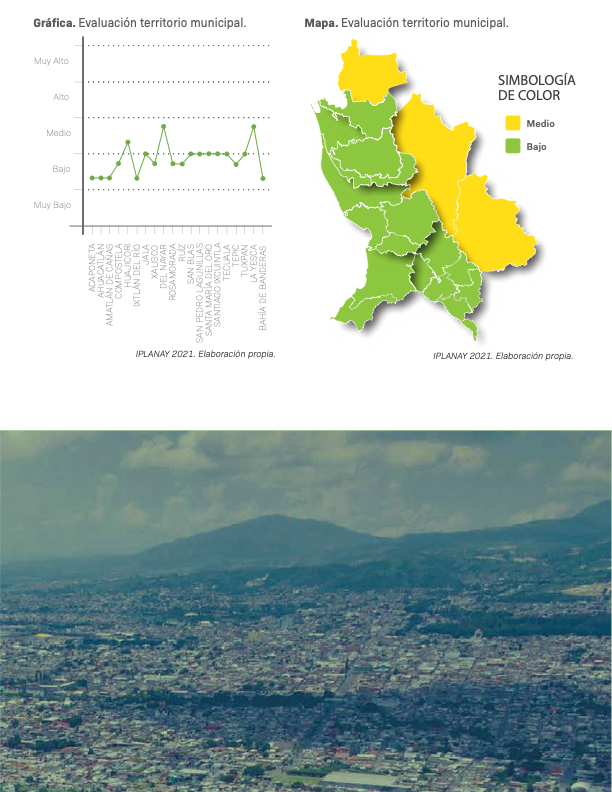 Gráfica. Evaluación territorio municipal.
Muy Alto
Alto
Medio
Bajo
Muy Bajo
ACAPONETA
AHUACATLÁN
AMATLÁN DE CAÑAS
COMPOSTELA
HUAJICORI
IXTLÁN DEL RÍO
JALA
XALISCO
DEL NAYAR
ROSAMORADA
RUÍZ
SAN BLAS
SAN PEDRO LAGUNILLAS
SANTA MARÍA DEL ORO
SANTIAGO IXCUINTLA
TECUALA
TEPIC
TUXPAN
LA YESCA
BAHÍA DE BANDERAS
IPLANAY 2021. Elaboración propia.
Mapa. Evaluación territorio municipal.
SIMBOLOGÍA
DE COLOR
Medio
Bajo
IPLANAY 2021. Elaboración propia.